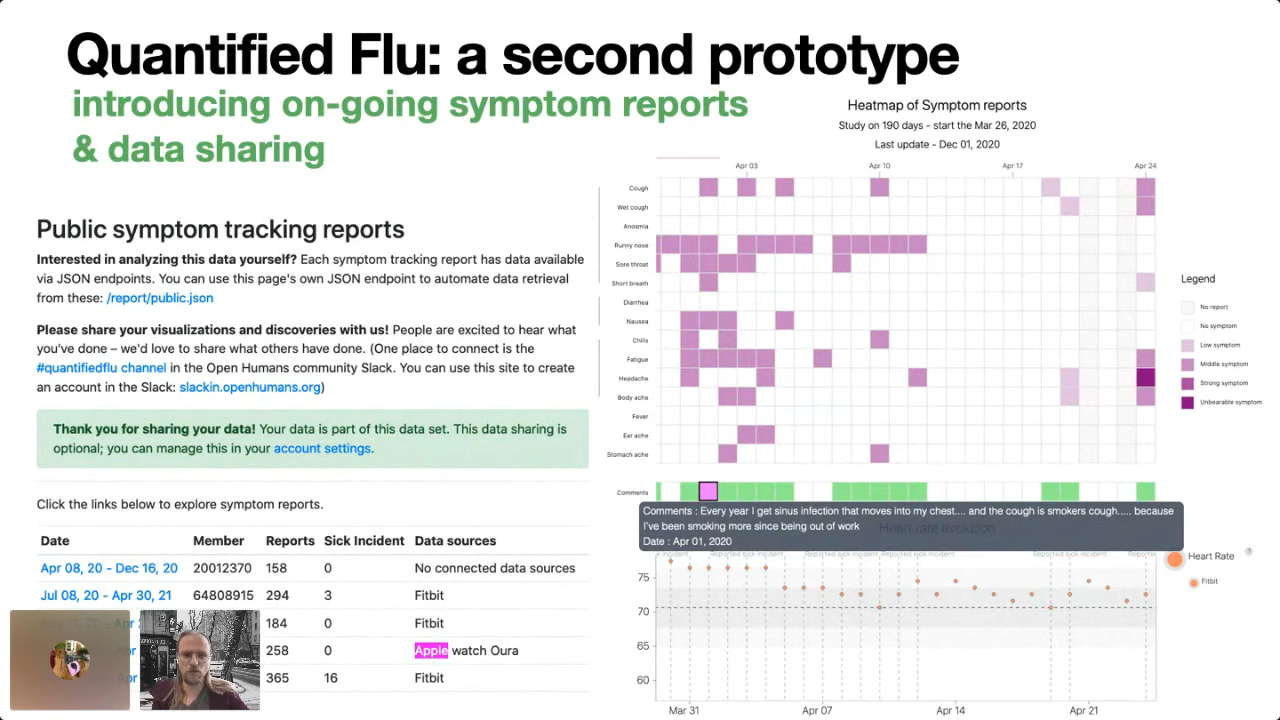 Quantified Flu: a second prototype
introducing on-going symptom reports
& data sharing
Public symptom tracking reports
Interested in analyzing this data yourself? Each symptom tracking report has data available
via JSON endpoints. You can use this page's own JSON endpoint to automate data retrieval
from these: /report/public.json
Please share your visualizations and discoveries with us! People are excited to hear what
you've done – we'd love to share what others have done. (One place to connect is the
#quantifiedflu channel in the Open Humans community Slack. You can use this site to create
an account in the Slack: slackin.openhumans.org)
Thank you for sharing your data! Your data is part of this data set. This data sharing is
optional; you can manage this in your account settings.
Click the links below to explore symptom reports.
Date Member Reports Sick Incident Data sources
Apr 08, 20 - Dec 16, 20 20012370 158 0 No connected data sources
Jul 08, 20 - Apr 30, 21 64808915 294 3 Fitbit
184 0 Fitbit
258 0 Apple watch Oura
365 16 Fitbit
Heatmap of Symptom reports
Study on 190 days - start the Mar 26, 2020
Last update - Dec 01, 2020
Apr 03 Apr 10 Apr 17 Apr 24
Cough
Wet cough
Anosmia
Runny nose
Sore throat
Short breath
Diarrhea
Nausea
Chills
Fatigue
Headache
Body ache
Fever
Ear ache
Stomach ache
Comments
Legend
No report
No symptom
Low symptom
Middle symptom
Strong symptom
Unbearable symptom
Comments : Every year I get sinus infection that moves into my chest.... and the cough is smokers cough..... because
I've been smoking more since being out of work
Date : Apr 01, 2020
Heart rate evolution
Reported sick incident Reported sick incident Reported sick incident
75
70
65
60
Mar 31 Apr 07 Apr 14 Apr 21
Heart Rate
?
Fitbit